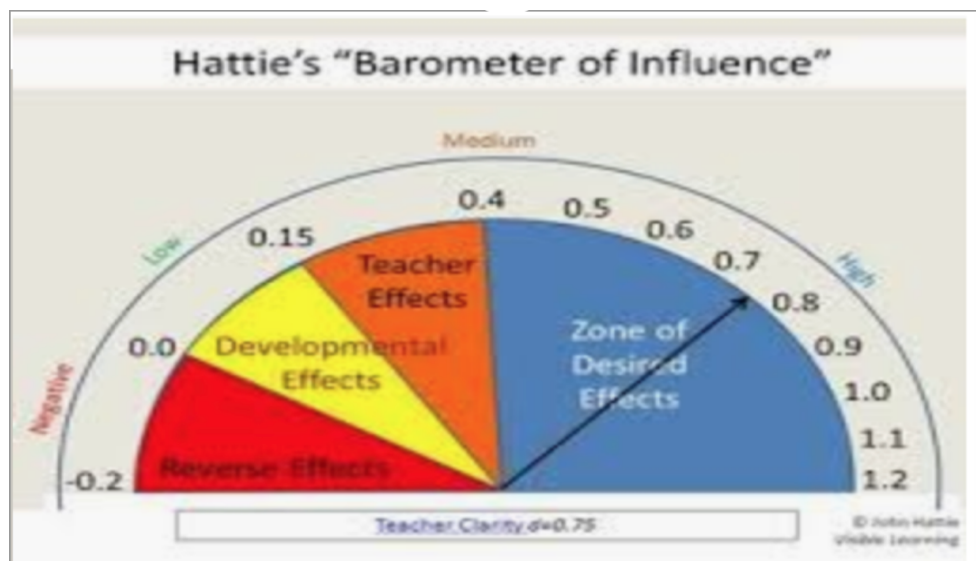 Hattie's "Barometer of Influence"
Medium
Low
High
Negative
-0.2
0.0
0.15
0.4
0.5
0.6
0.7
0.8
0.9
1.0
1.1
1.2
Teacher
Effects
Developmental
Effects
Reverse Effects
Zone of
Desired
Effects
Teacher Clarity d=0.75
© John Hattie
Visible Learning